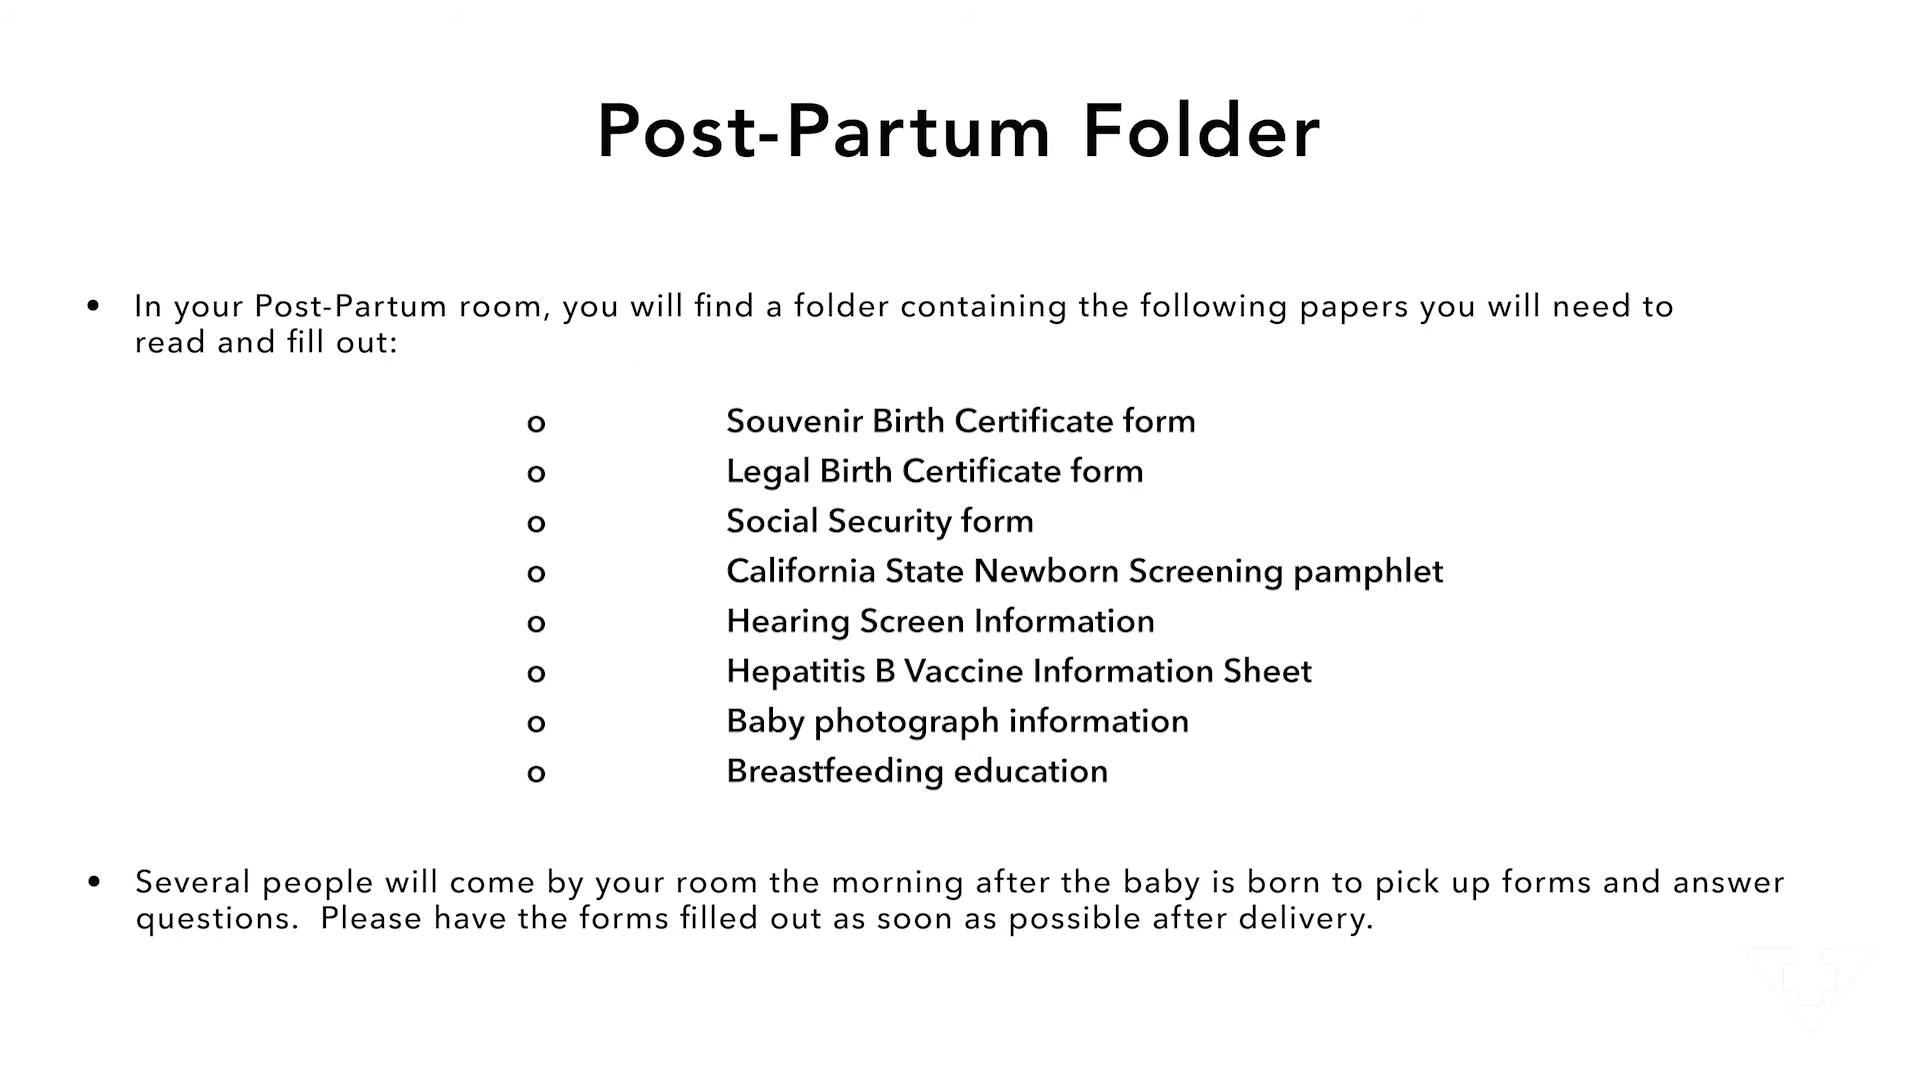 Post-Partum Folder
• In your Post-Partum room, you will find a folder containing the following papers you will need to
read and fill out:
o Souvenir Birth Certificate form
o Legal Birth Certificate form
o Social Security form
o California State Newborn Screening pamphlet
o Hearing Screen Information
o Hepatitis B Vaccine Information Sheet
o Baby photograph information
o Breastfeeding education
• Several people will come by your room the morning after the baby is born to pick up forms and answer
questions.  Please have the forms filled out as soon as possible after delivery.